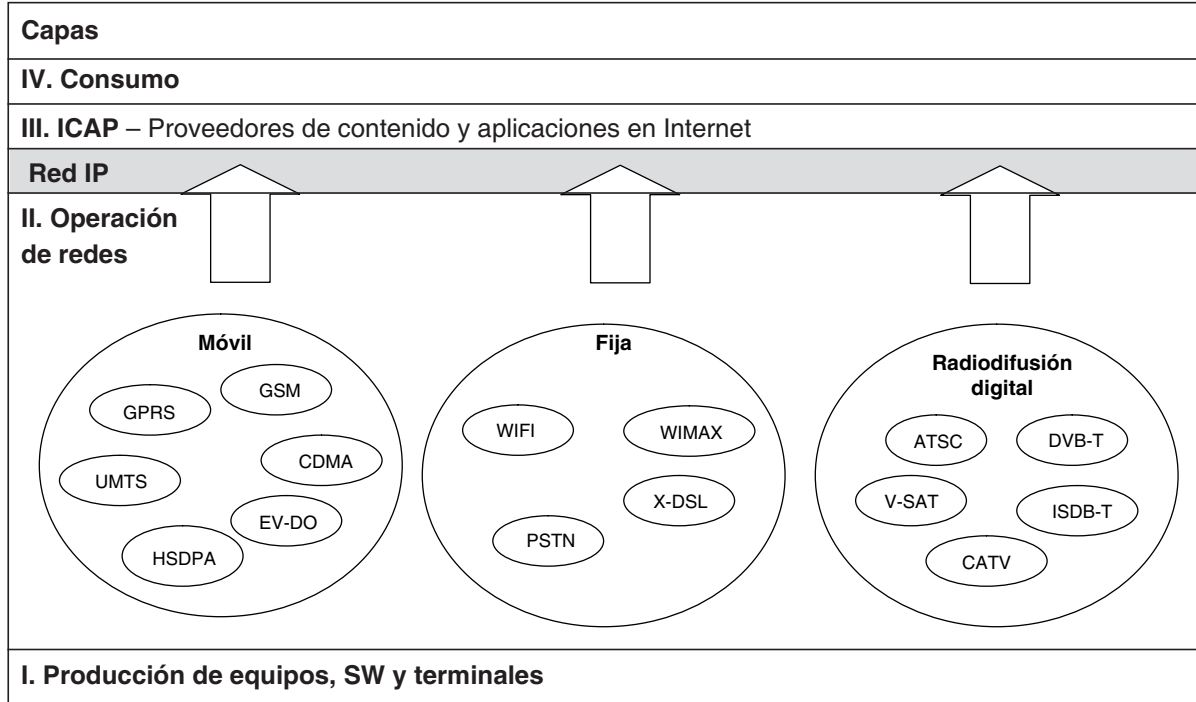 Capas
IV. Consumo
III. ICAP – Proveedores de contenido y aplicaciones en Internet
Red IP
II. Operación
de redes
Móvil
GSM
GPRS
CDMA
UMTS
EV-DO
HSDPA
Fija
WIFI
WIMAX
X-DSL
PSTN
Radiodifusión
digital
ATSC
DVB-T
V-SAT
ISDB-T
CATV
I. Producción de equipos, SW y terminales